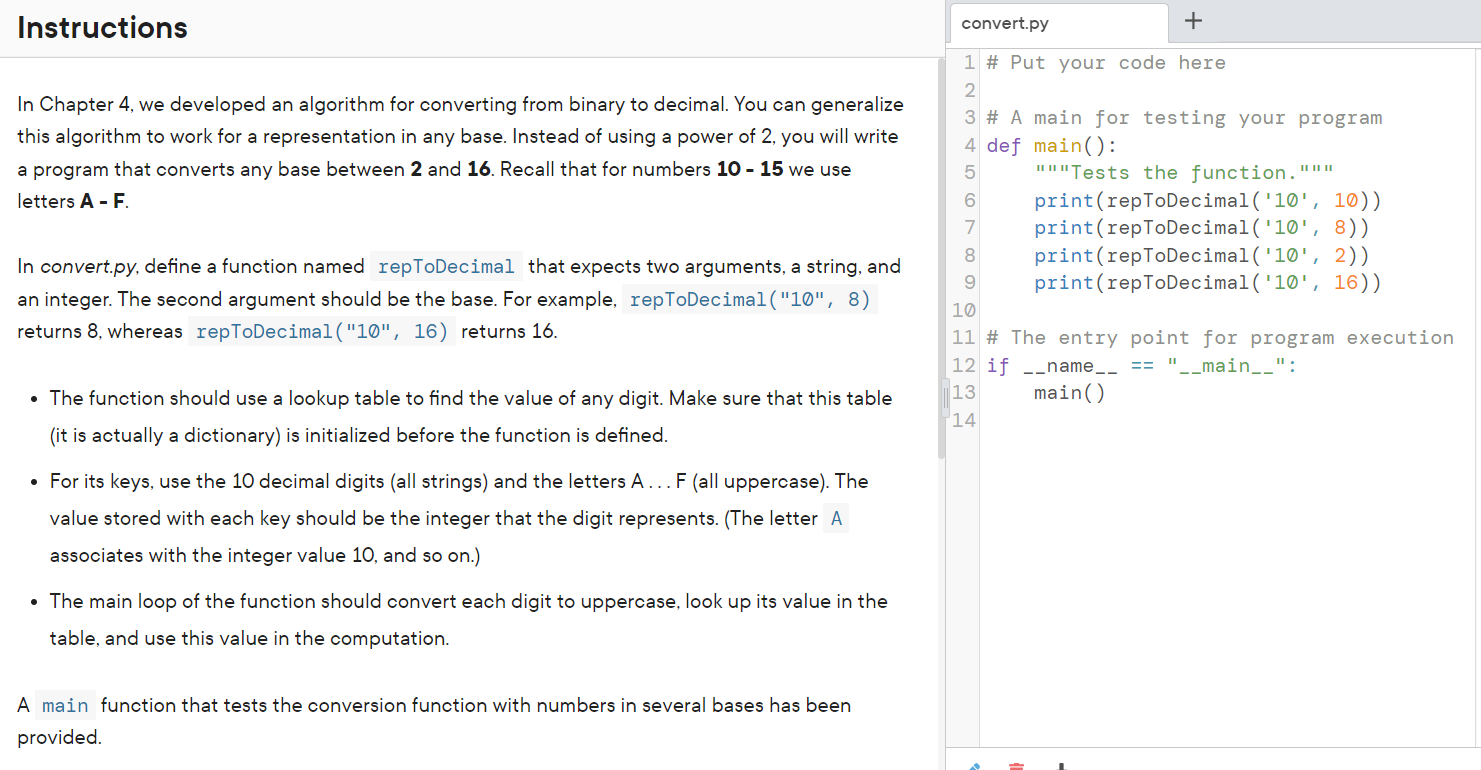 Instructions
In Chapter 4, we developed an algorithm for converting from binary to decimal. You can generalize
this algorithm to work for a representation in any base. Instead of using a power of 2, you will write
a program that converts any base between 2 and 16. Recall that for numbers 10 - 15 we use
letters A - F.
In convert.py, define a function named repToDecimal that expects two arguments, a string, and
an integer. The second argument should be the base. For example, repToDecimal("10", 8)
returns 8, whereas repToDecimal("10", 16) returns 16.
• The function should use a lookup table to find the value of any digit. Make sure that this table
(it is actually a dictionary) is initialized before the function is defined.
• For its keys, use the 10 decimal digits (all strings) and the letters A . . . F (all uppercase). The
value stored with each key should be the integer that the digit represents. (The letter A
associates with the integer value 10, and so on.)
• The main loop of the function should convert each digit to uppercase, look up its value in the
table, and use this value in the computation.
A main function that tests the conversion function with numbers in several bases has been
provided.
convert.py +
1 # Put your code here
2
3 # A main for testing your program
4 def main():
5     """Tests the function."""
6     print(repToDecimal('10', 10))
7     print(repToDecimal('10', 8))
8     print(repToDecimal('10', 2))
9     print(repToDecimal('10', 16))
10
11 # The entry point for program execution
12 if __name__ == "__main__":
13     main()
14